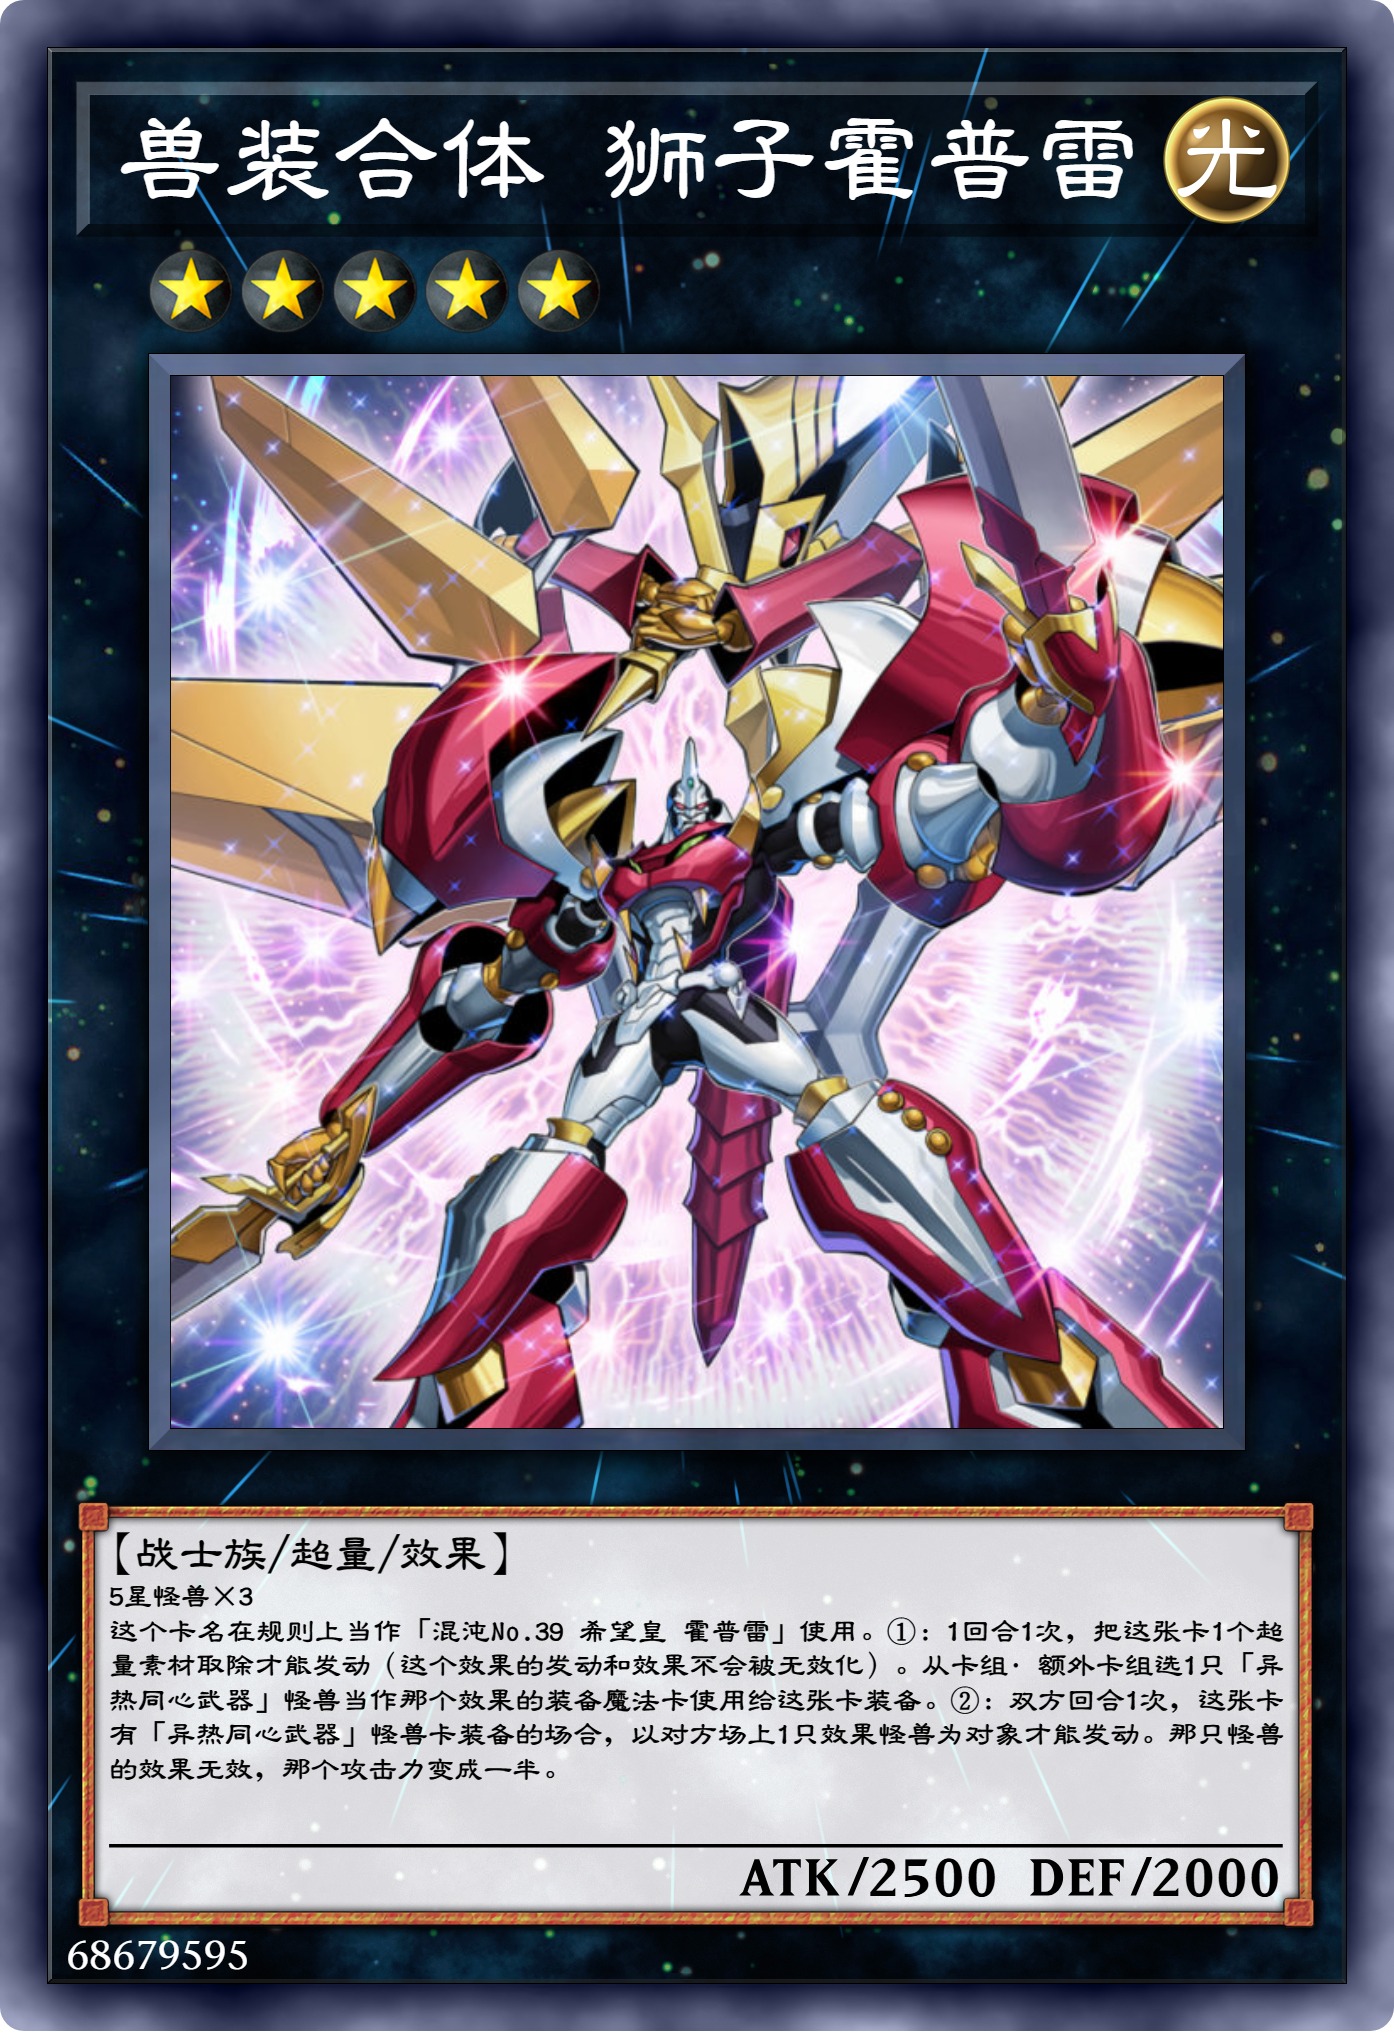 兽装合体 狮子霍普雷 光
【战士族/超量/效果】
5星怪兽×3
这个卡名在规则上当作「混沌No.39 希望皇 霍普雷」使用。①：1回合1次，把这张卡1个超
量素材取除才能发动（这个效果的发动和效果不会被无效化）。从卡组·额外卡组选1只「异
热同心武器」怪兽当作那个效果的装备魔法卡使用给这张卡装备。②：双方回合1次，这张卡
有「异热同心武器」怪兽卡装备的场合，以对方场上1只效果怪兽为对象才能发动。那只怪兽
的效果无效，那个攻击力变成一半。
ATK/2500 DEF/2000
68679595